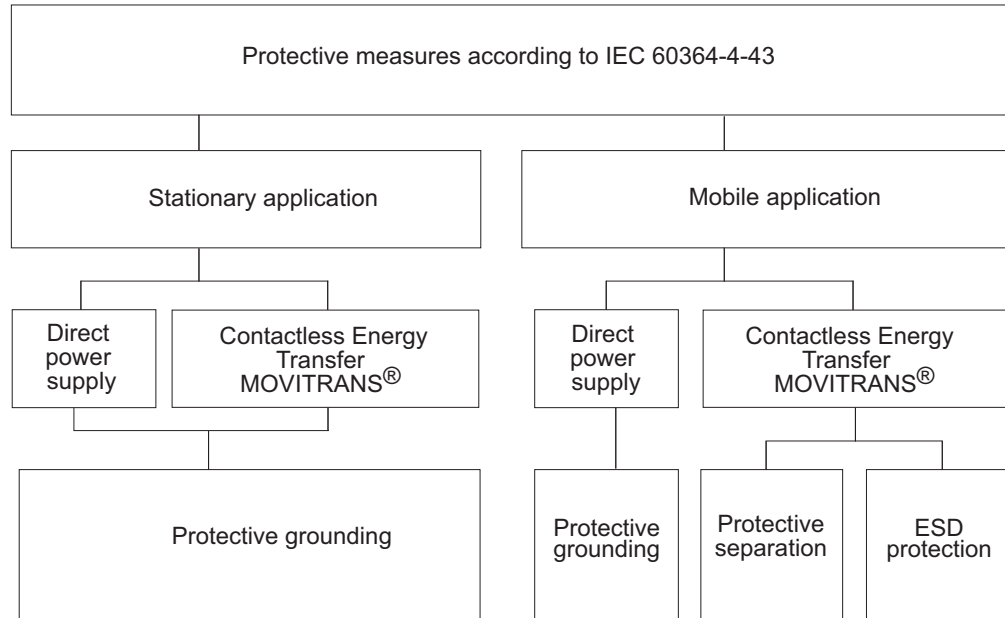 Protective measures according to IEC 60364-4-43
Stationary application
Mobile application
Direct
power
supply
Contactless Energy
Transfer
MOVITRANS®
Direct
power
supply
Contactless Energy
Transfer
MOVITRANS®
Protective grounding
Protective
grounding
Protective
separation
ESD
protection